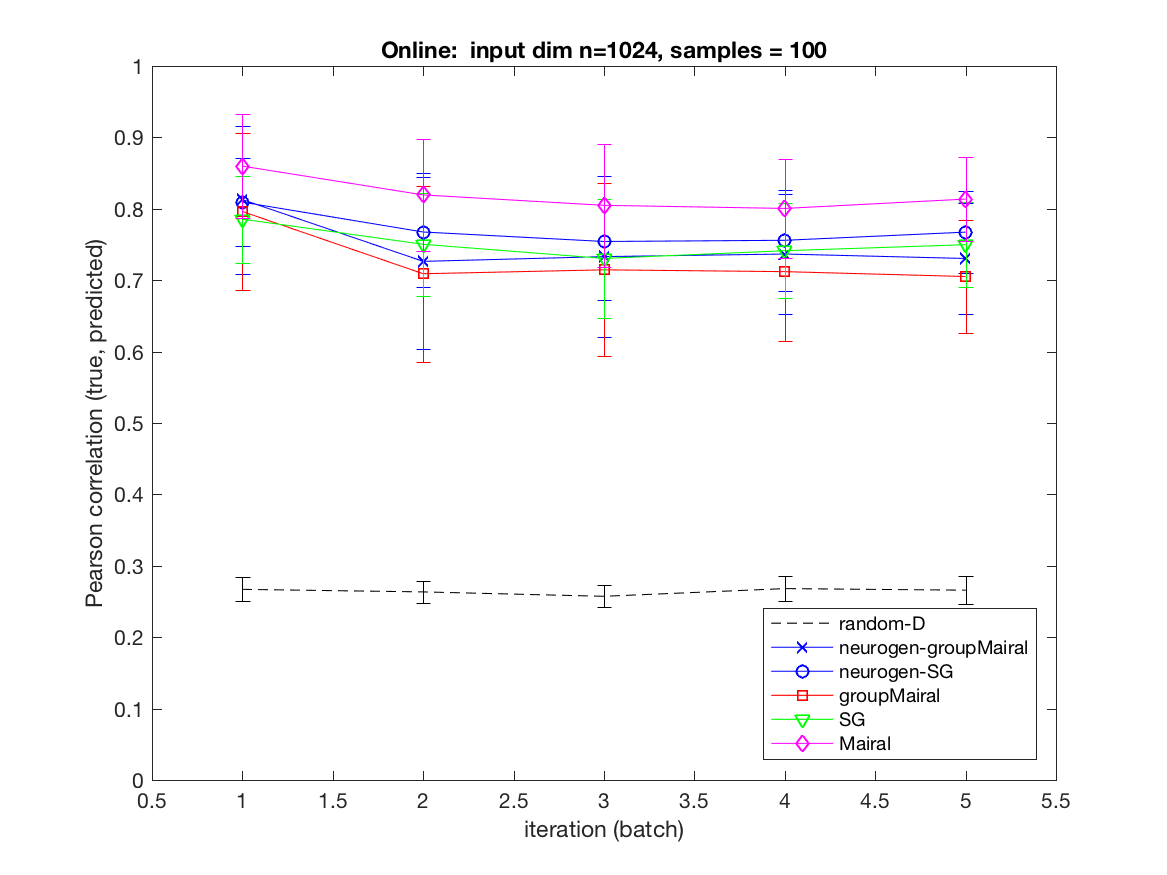 Online:  input dim n=1024, samples = 100
1
0.9
0.8
0.7
0.6
0.5
0.4
0.3
0.2
0.1
0
Pearson correlation (true, predicted)
random-D
neurogen-groupMairal
neurogen-SG
groupMairal
SG
Mairal
0.5 1 1.5 2 2.5 3 3.5 4 4.5 5 5.5
iteration (batch)